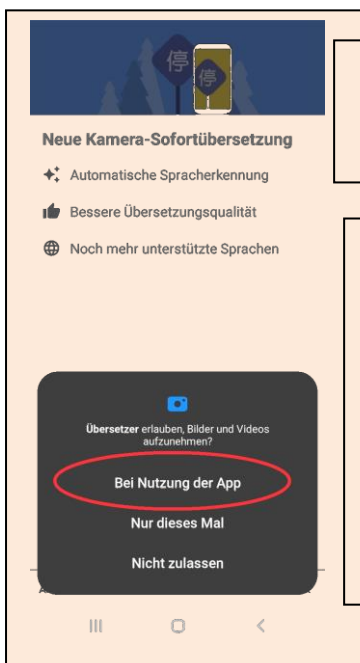 停
停
Neue Kamera-Sofortübersetzung
Automatische Spracherkennung
Bessere Übersetzungsqualität
Noch mehr unterstützte Sprachen
Übersetzer erlauben, Bilder und Videos
aufzunehmen?
Bei Nutzung der App
Nur dieses Mal
Nicht zulassen